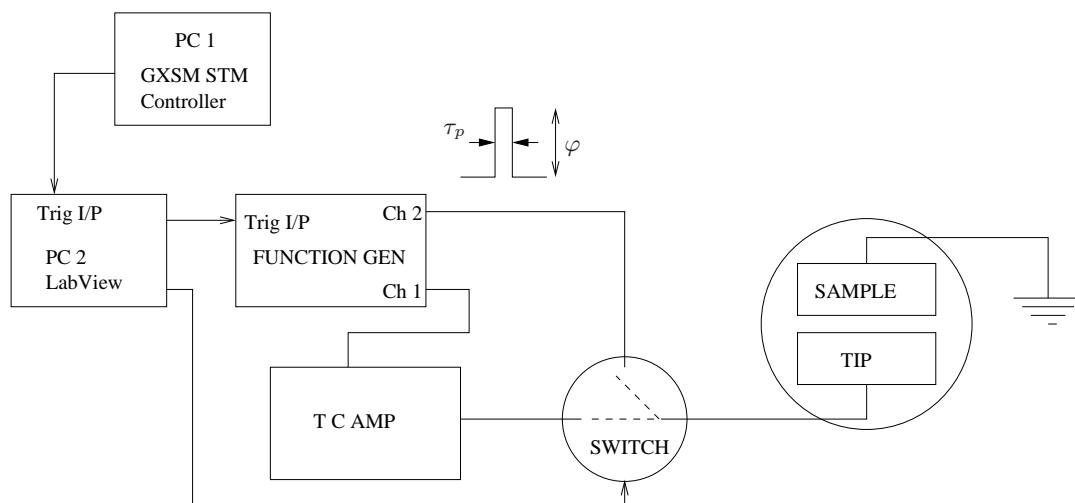 PC 1
GXSM STM
Controller
τp
φ
Trig I/P
PC 2
LabView
Trig I/P
Ch 2
FUNCTION GEN
Ch 1
SAMPLE
TIP
T C AMP
SWITCH